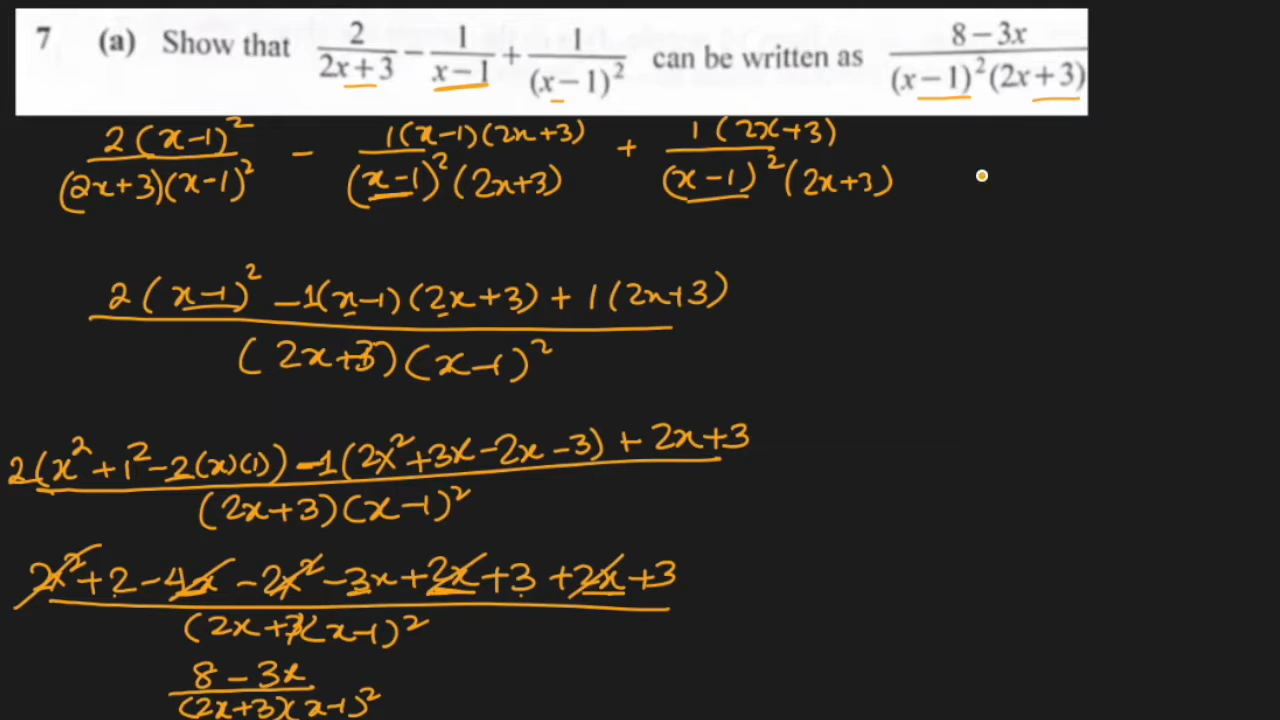 7 (a) Show that 2/(2x+3) − 1/(x−1) + 1/(x−1)² can be written as (8−3x)/((x−1)²(2x+3))
2(x−1)²/((2x+3)(x−1)²) − 1(x−1)(2x+3)/((x−1)²(2x+3)) + 1(2x+3)/((x−1)²(2x+3))
(2(x−1)² −1(x−1)(2x+3) + 1(2x+3))/((2x+3)(x−1)²)
(2(x²+1²−2(x)(1)) −1(2x²+3x−2x−3) + 2x+3)/((2x+3)(x−1)²)
(2x²+2−4x−2x²−3x+2x+3+2x+3)/((2x+3)(x−1)²)
(8−3x)/((2x+3)(x−1)²)